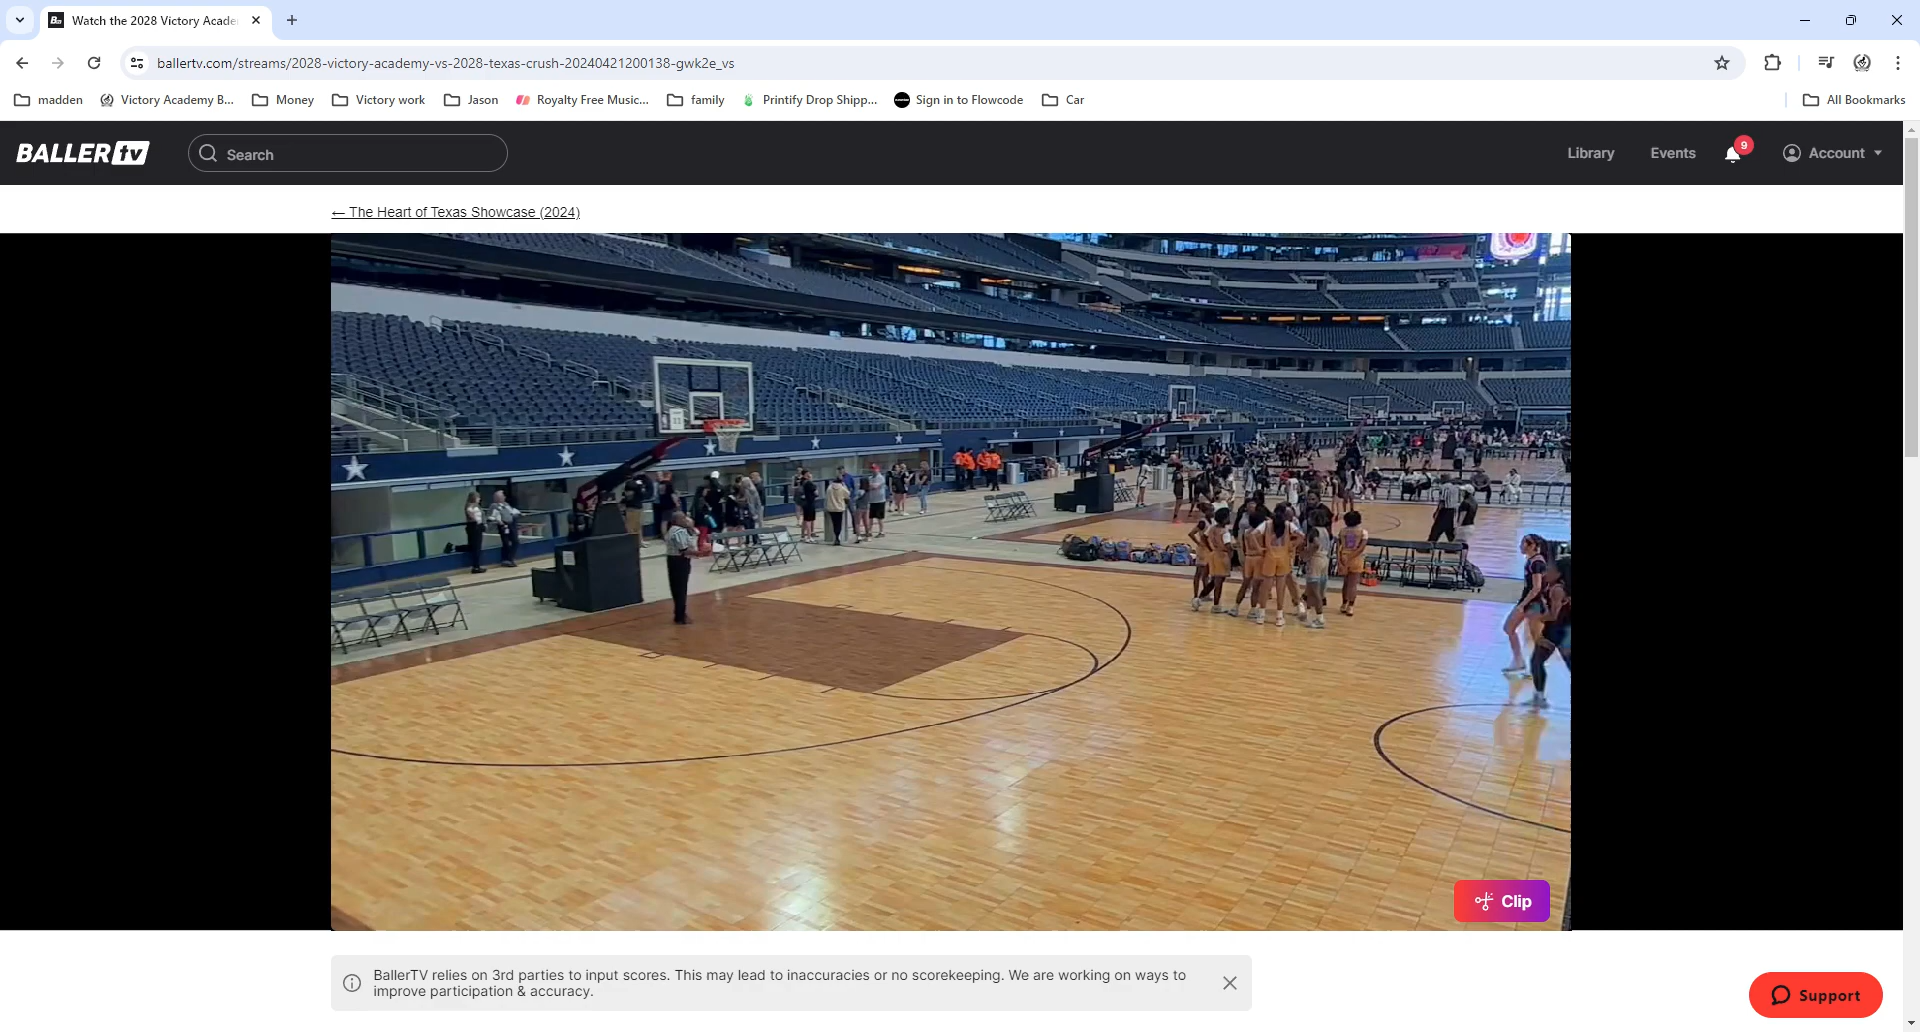 Watch the 2028 Victory Acade
ballertv.com/streams/2028-victory-academy-vs-2028-texas-crush-20240421200138-gwk2e_vs
madden
Victory Academy B...
Money
Victory work
Jason
Royalty Free Music...
family
Printify Drop Shipp...
Sign in to Flowcode
Car
All Bookmarks
BALLER tv
Search
Library
Events
9
Account
← The Heart of Texas Showcase (2024)
Clip
BallerTV relies on 3rd parties to input scores. This may lead to inaccuracies or no scorekeeping. We are working on ways to
improve participation & accuracy.
Support